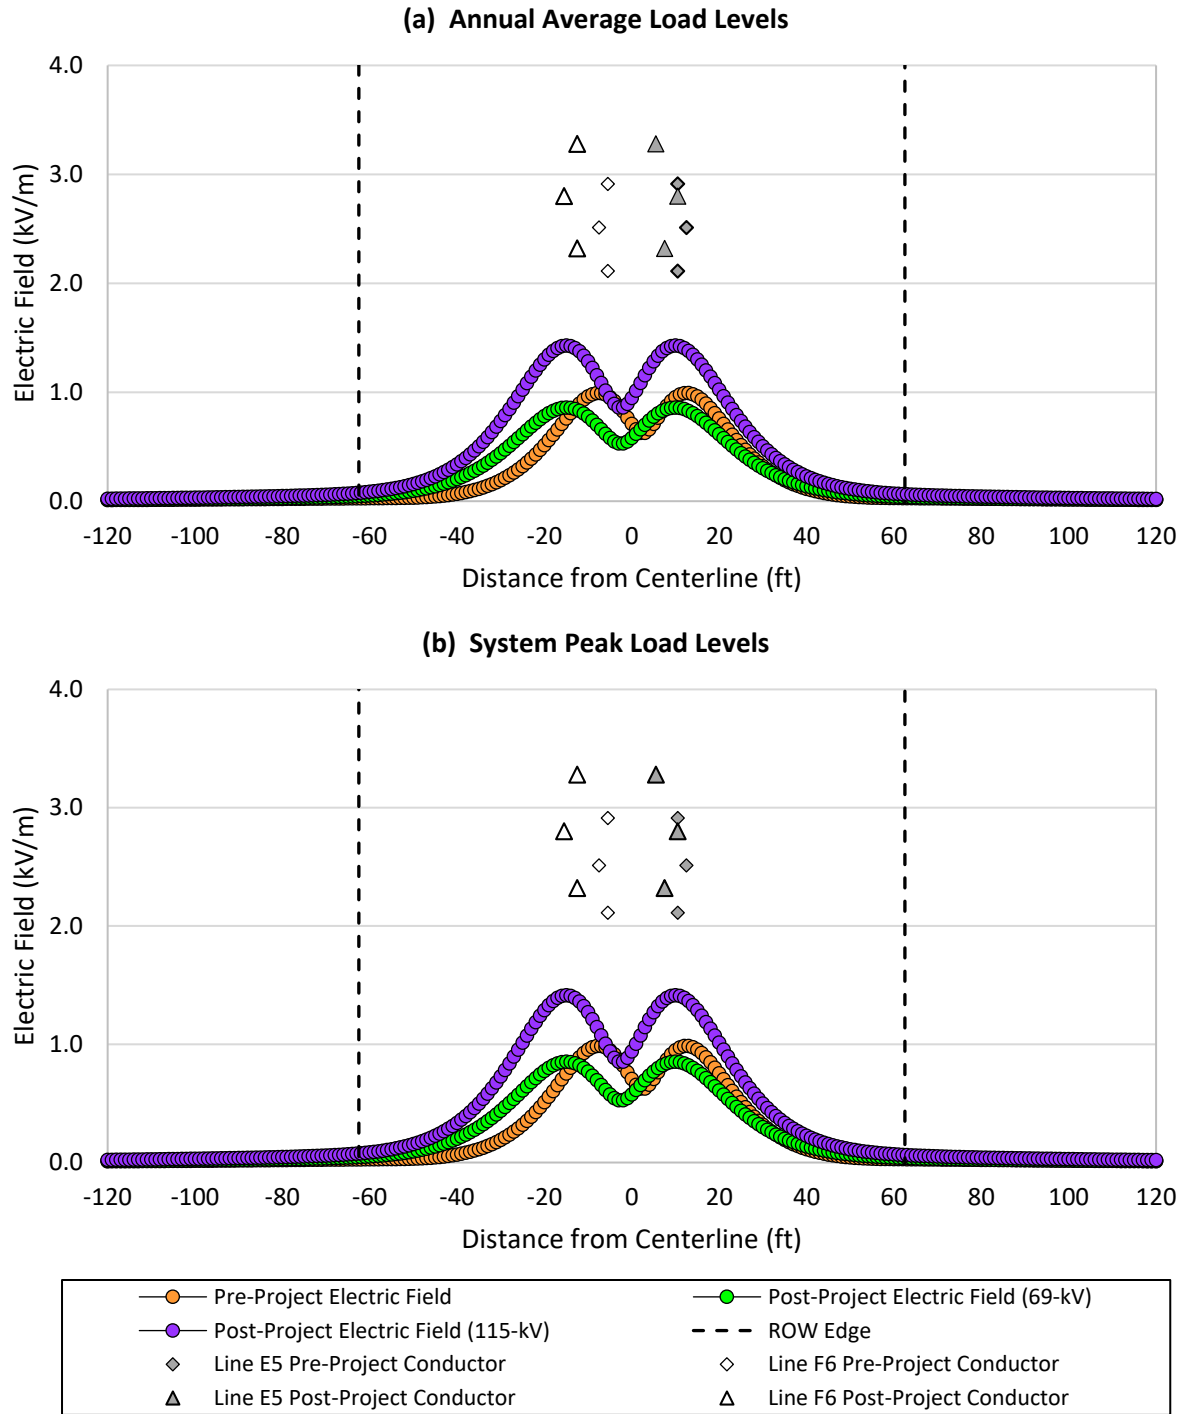 (a) Annual Average Load Levels
4.0
3.0
2.0
1.0
0.0
Electric Field (kV/m)
-120 -100 -80 -60 -40 -20 0 20 40 60 80 100 120
Distance from Centerline (ft)
(b) System Peak Load Levels
4.0
3.0
2.0
1.0
0.0
Electric Field (kV/m)
-120 -100 -80 -60 -40 -20 0 20 40 60 80 100 120
Distance from Centerline (ft)
Pre-Project Electric Field Post-Project Electric Field (69-kV)
Post-Project Electric Field (115-kV) ROW Edge
Line E5 Pre-Project Conductor Line F6 Pre-Project Conductor
Line E5 Post-Project Conductor Line F6 Post-Project Conductor